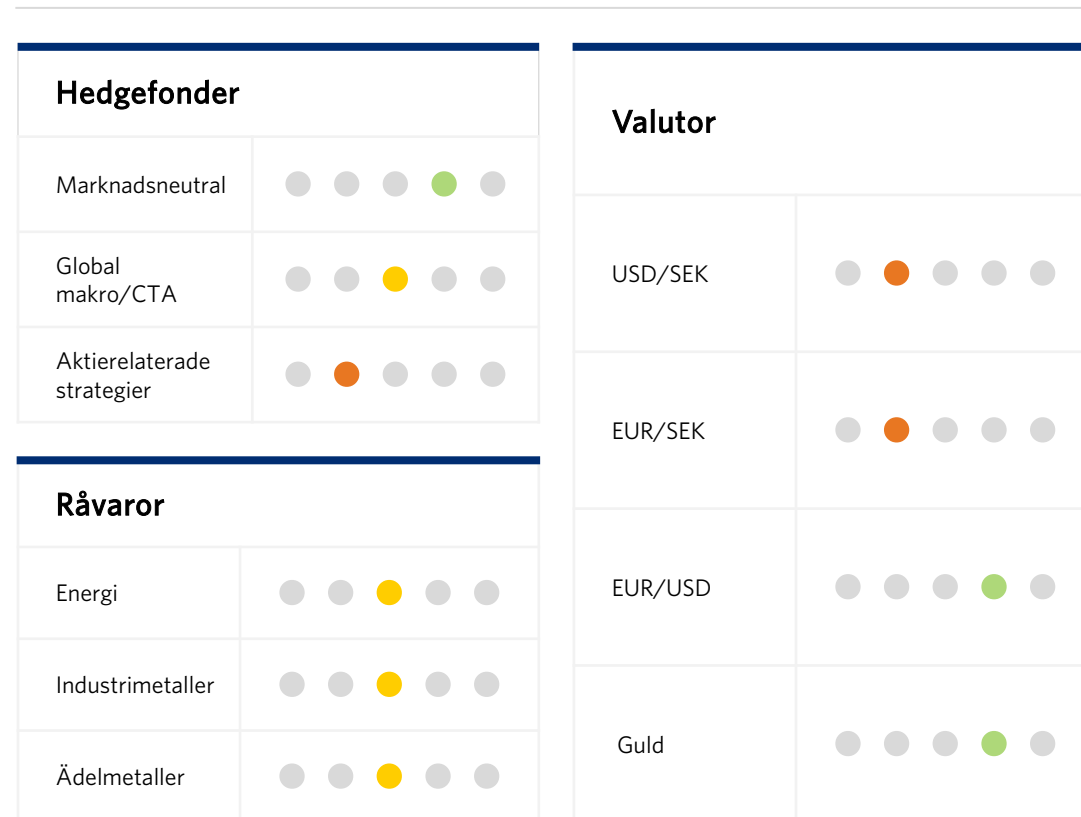 Hedgefonder
Marknadsneutral
Global
makro/CTA
Aktierelaterade
strategier
Råvaror
Energi
Industrimetaller
Ädelmetaller
Valutor
USD/SEK
EUR/SEK
EUR/USD
Guld